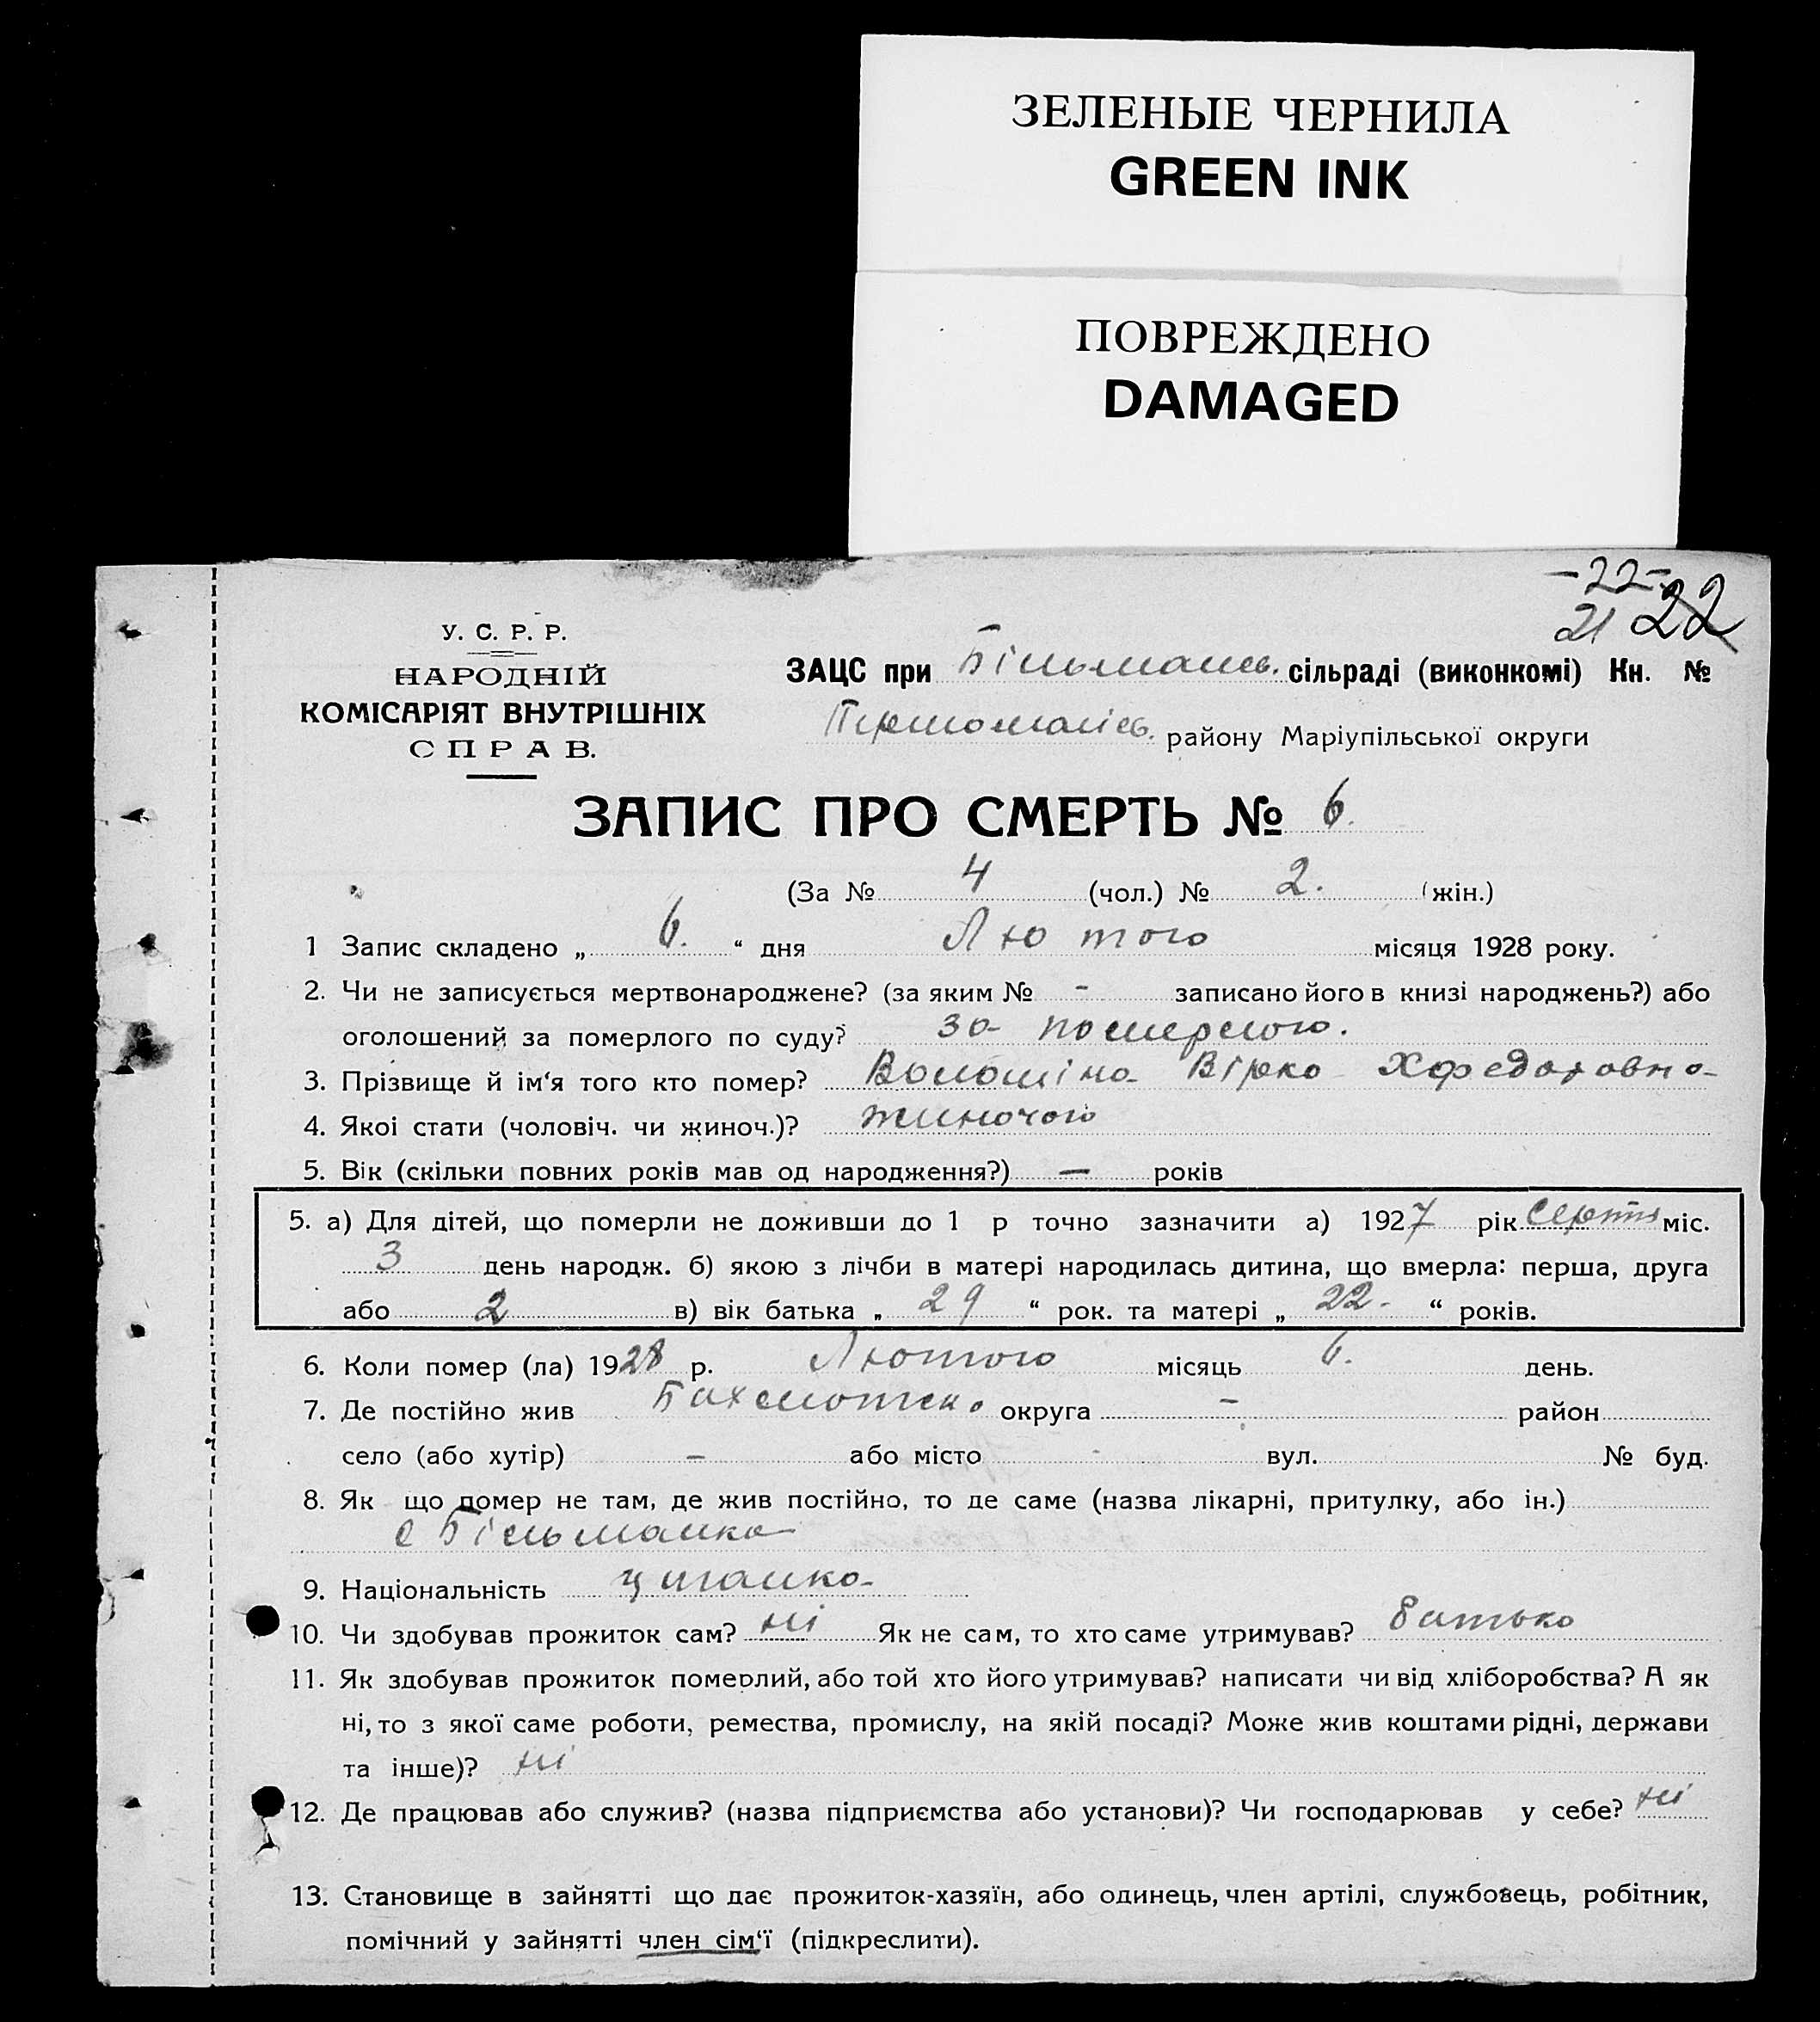 ЗЕЛЕНЫЕ ЧЕРНИЛА
GREEN INK
ПОВРЕЖДЕНО
DAMAGED
-22-
21 22
У. С. Р. Р.
НАРОДНІЙ
КОМІСАРІЯТ ВНУТРІШНІХ
СПРАВ.
ЗАЦС при Більмансь. сільраді (виконкомі) Кн. №
Першомайсь. району Маріупільської округи
ЗАПИС ПРО СМЕРТЬ № 6.
(За № 4 (чол.) № 2. (жін.)
1 Запис складено „ 6. “ дня Лютого місяця 1928 року.
2. Чи не записується мертвонароджене? (за яким № - записано його в книзі народжень?) або
оголошений за померлого по суду? за померлого.
3. Прізвище й ім‘я того кто помер? Волошіна Вірка
4. Якоі стати (чоловіч. чи жиноч.)? жиночого
5. Вік (скільки повних років мав од народження?) — років
5. а) Для дітей, що померли не доживши до 1 р точно зазначити а) 1927 рік міс.
3 день народж. б) якою з лічби в матері народилась дитина, що вмерла: перша, друга
або 2 в) вік батька „ 29 “ рок. та матері „ 22. “ років.
6. Коли помер (ла) 1928 р. Лютого місяць 6. день.
7. Де постійно жив округа - район
село (або хутір) - або місто - вул. № буд.
8. Як що помер не там, де жив постійно, то де саме (назва лікарні, притулку, або ін.)
с Більманка
9. Національність циганка
10. Чи здобував прожиток сам? ні Як не сам, то хто саме утримував? батько
11. Як здобував прожиток померлий, або той хто його утримував? написати чи від хліборобства? А як
ні, то з якої саме роботи, ремества, промислу, на якій посаді? Може жив коштами рідні, держави
та інше)? ні
12. Де працював або служив? (назва підприємства або установи)? Чи господарював у себе? ні
13. Становище в зайнятті що дає прожиток-хазяїн, або одинець, член артілі, службовець, робітник,
помічний у зайнятті член сім‘ї (підкреслити).